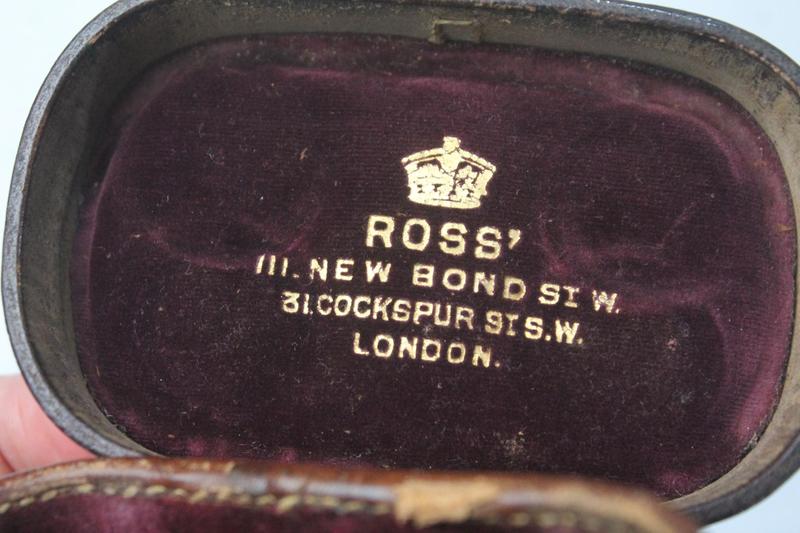 ROSS'
111. NEW BOND ST W.
31. COCKSPUR ST S.W.
LONDON.